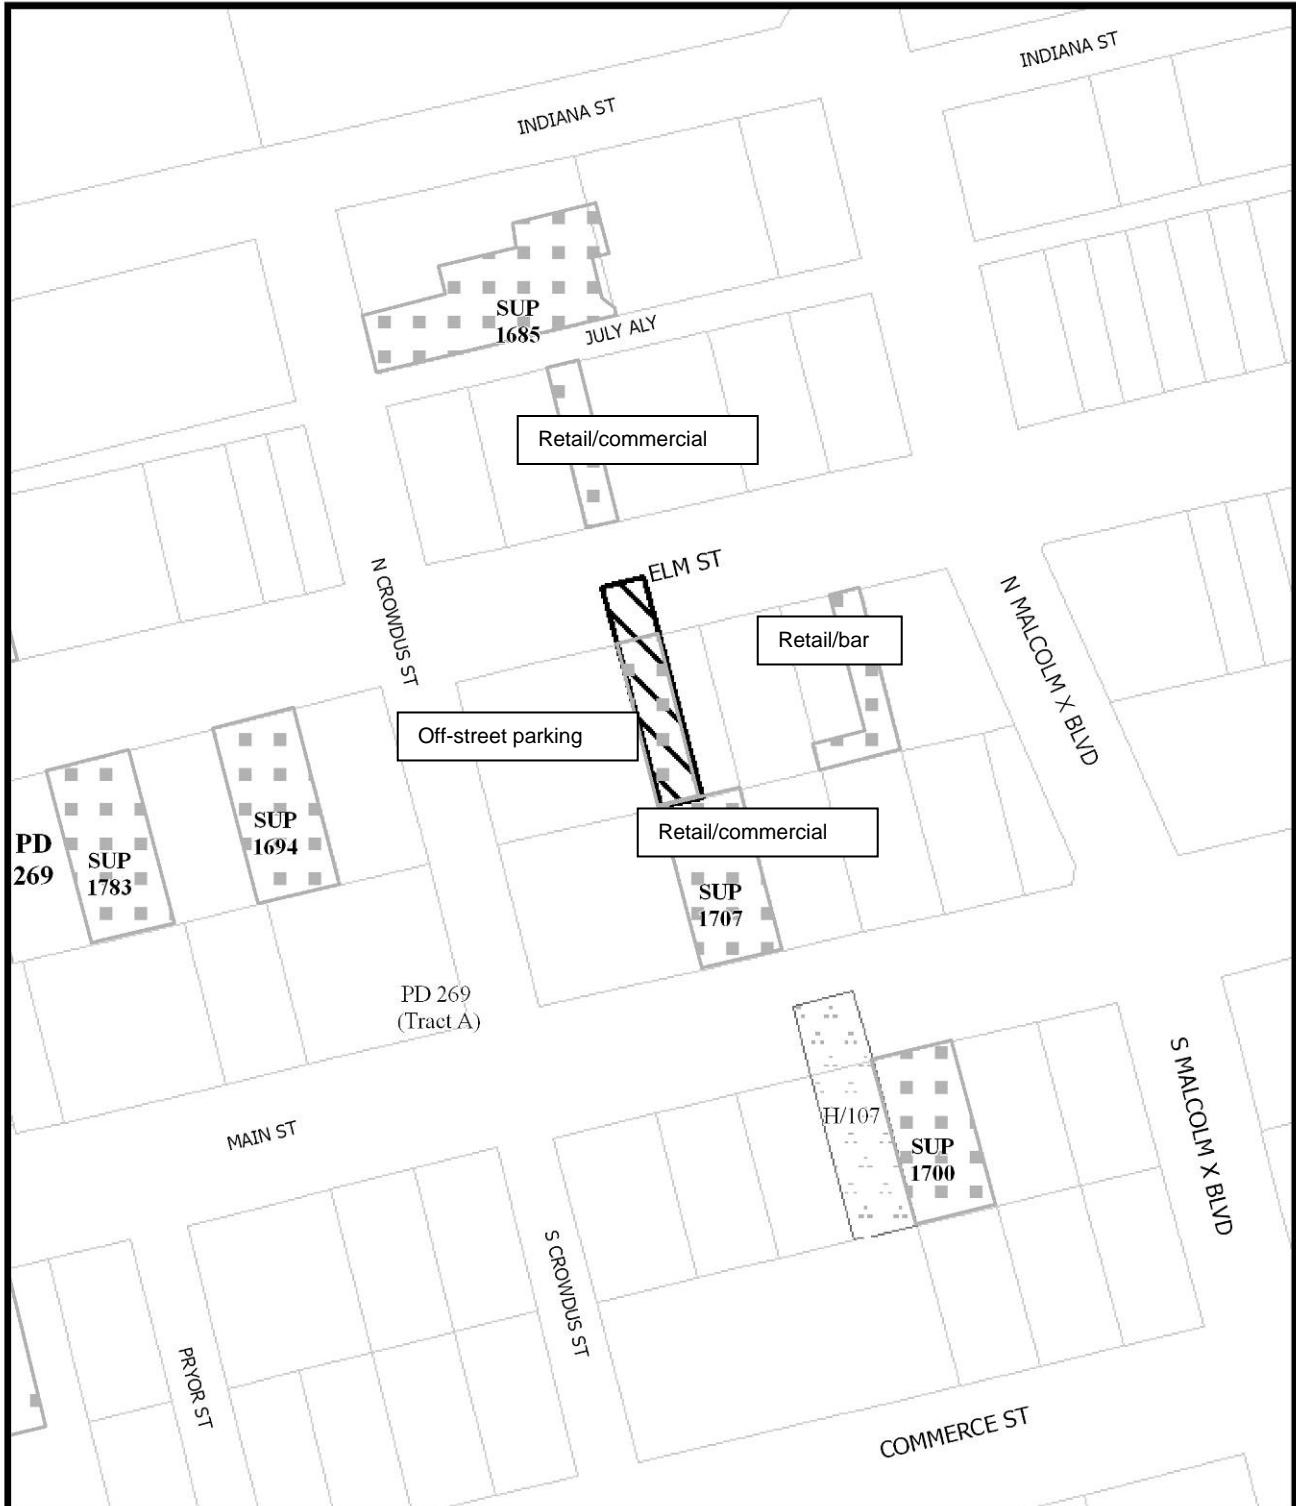 INDIANA ST
INDIANA ST
SUP
1685
JULY ALY
Retail/commercial
ELM ST
N CROWDUS ST
N MALCOLM X BLVD
Retail/bar
Off-street parking
Retail/commercial
SUP
1694
PD
269
SUP
1783
SUP
1707
PD 269
(Tract A)
MAIN ST
H/107
SUP
1700
S MALCOLM X BLVD
S CROWDUS ST
PRYOR ST
COMMERCE ST